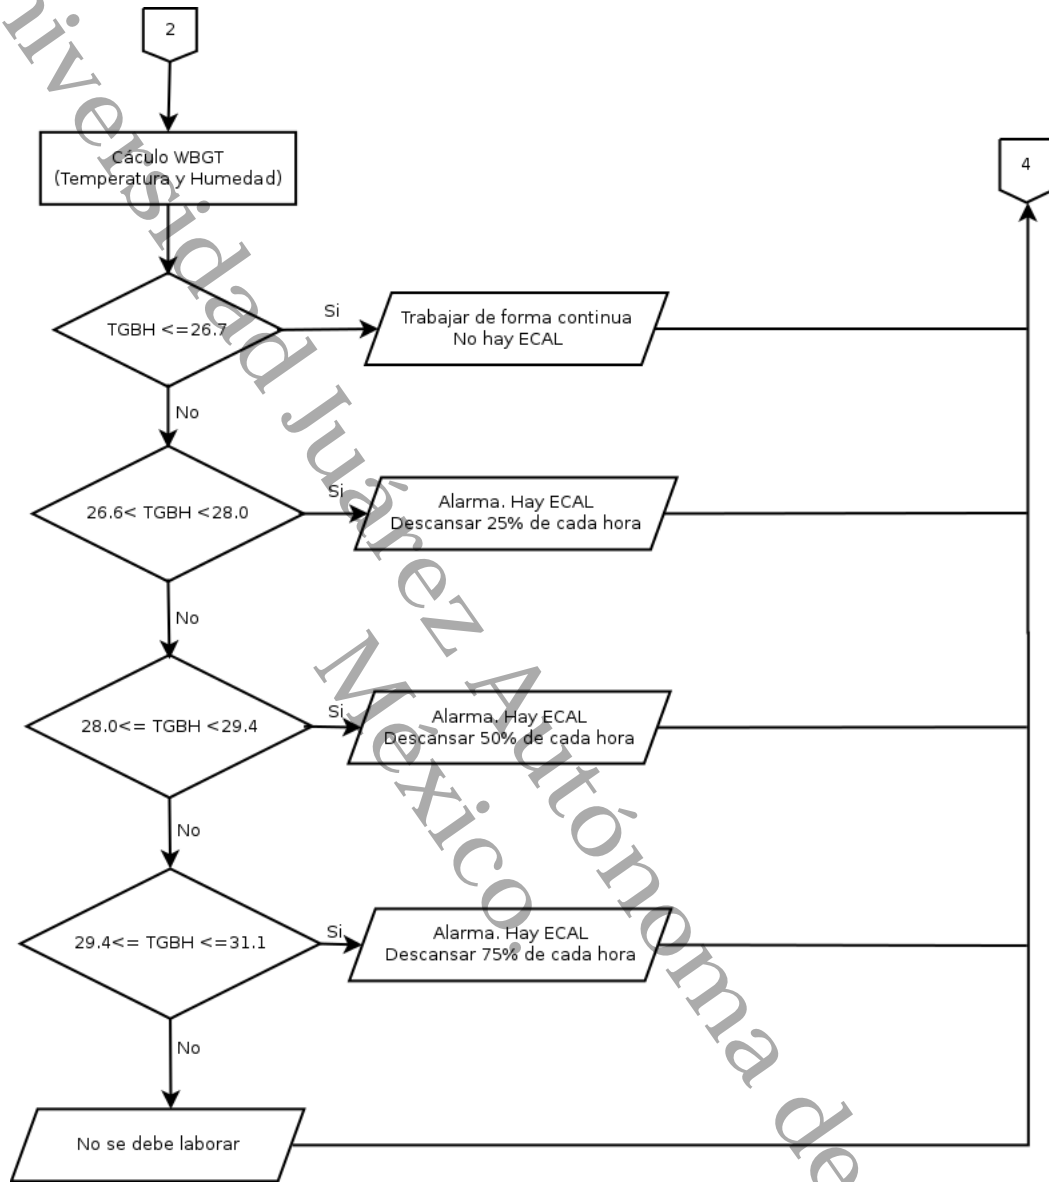 2
Cáculo WBGT
(Temperatura y Humedad)
4
TGBH <=26.7
Si
Trabajar de forma continua
No hay ECAL
No
26.6< TGBH <28.0
Si
Alarma. Hay ECAL
Descansar 25% de cada hora
No
28.0<= TGBH <29.4
Si
Alarma. Hay ECAL
Descansar 50% de cada hora
No
29.4<= TGBH <=31.1
Si
Alarma. Hay ECAL
Descansar 75% de cada hora
No
No se debe laborar
niversidad Juárez Autónoma de
México.